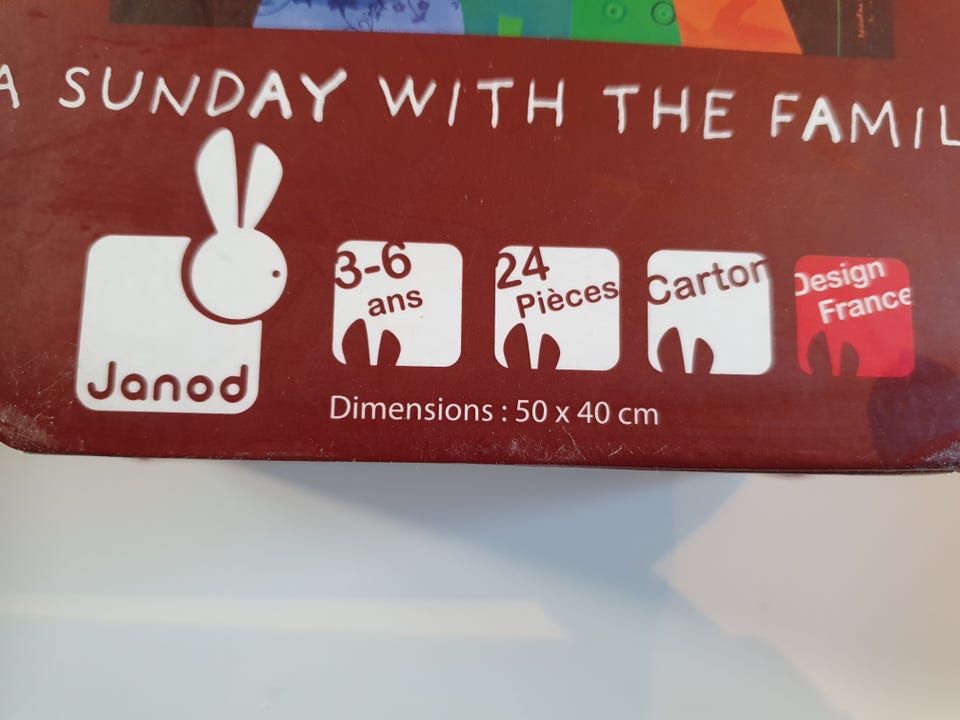 A SUNDAY WITH THE FAMIL
Janod
3-6
ans
24
Pièces
Carton
Design
France
Dimensions : 50 x 40 cm